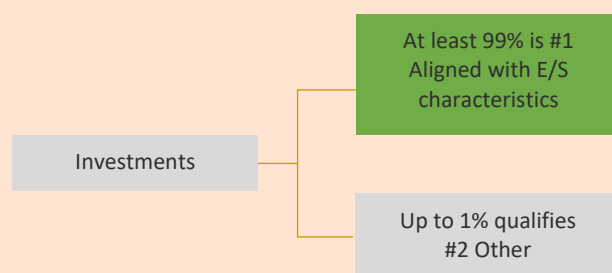 At least 99% is #1
Aligned with E/S
characteristics
Investments
Up to 1% qualifies
#2 Other